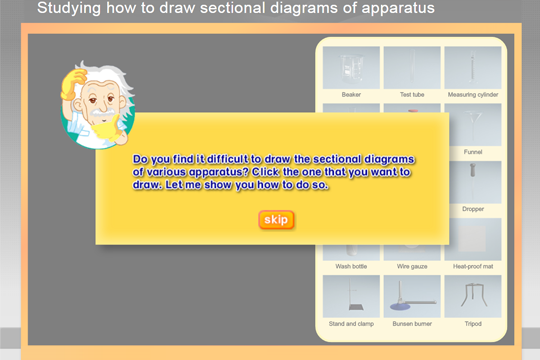 Studying how to draw sectional diagrams of apparatus
Do you find it difficult to draw the sectional diagrams
of various apparatus? Click the one that you want to
draw. Let me show you how to do so.
skip
Beaker Test tube Measuring cylinder
Funnel
Dropper
Wash bottle Wire gauze Heat-proof mat
Stand and clamp Bunsen burner Tripod